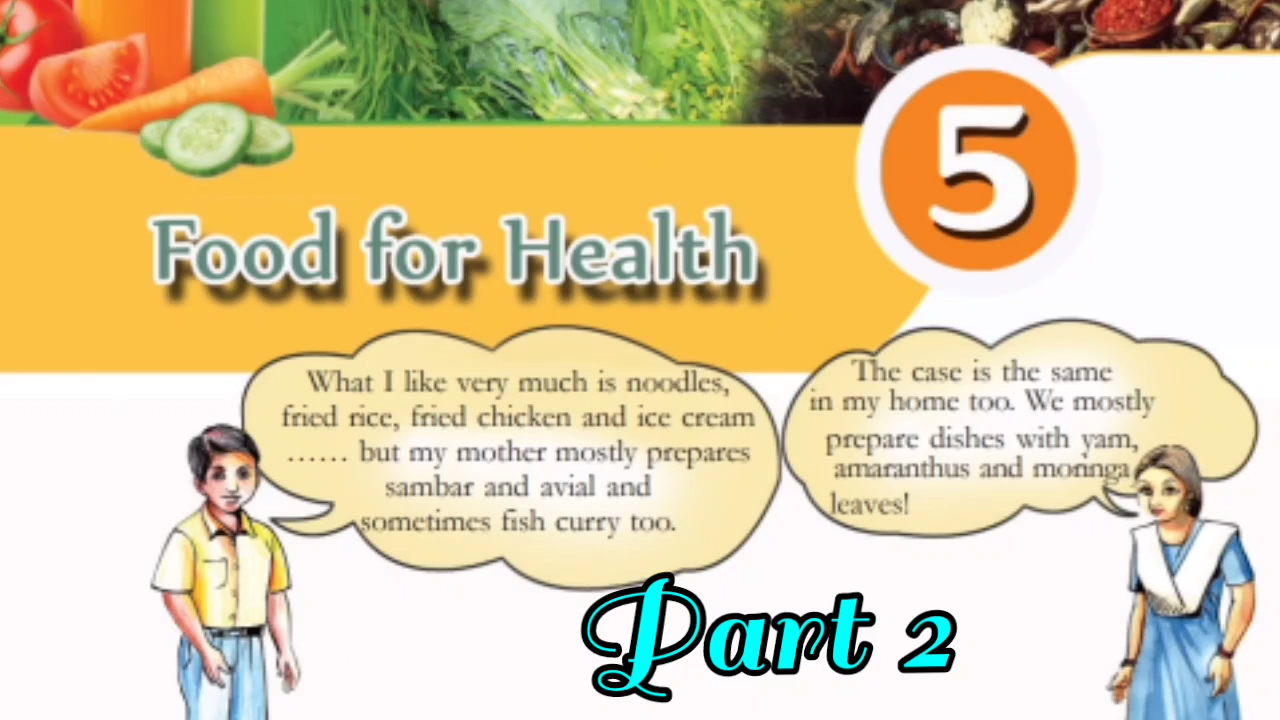 5
Food for Health
What I like very much is noodles,
fried rice, fried chicken and ice cream
...... but my mother mostly prepares
sambar and avial and
sometimes fish curry too.
The case is the same
in my home too. We mostly
prepare dishes with yam,
amaranthus and moringa
leaves!
Part 2